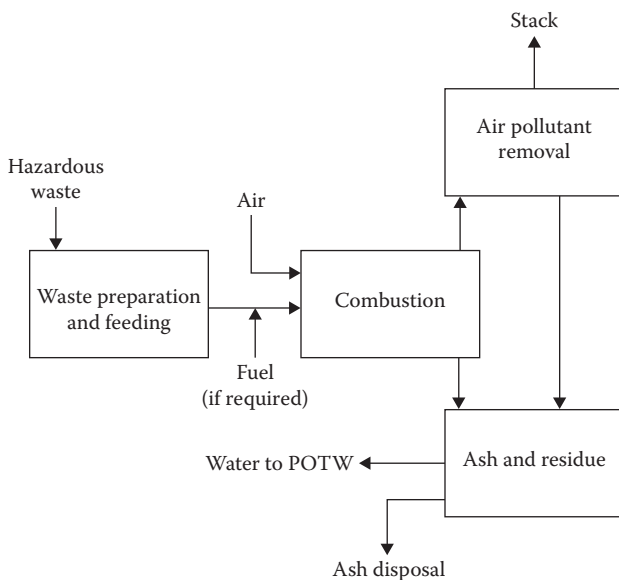 Stack
Air pollutant
removal
Hazardous
waste
Air
Waste preparation
and feeding
Combustion
Fuel
(if required)
Water to POTW
Ash and residue
Ash disposal